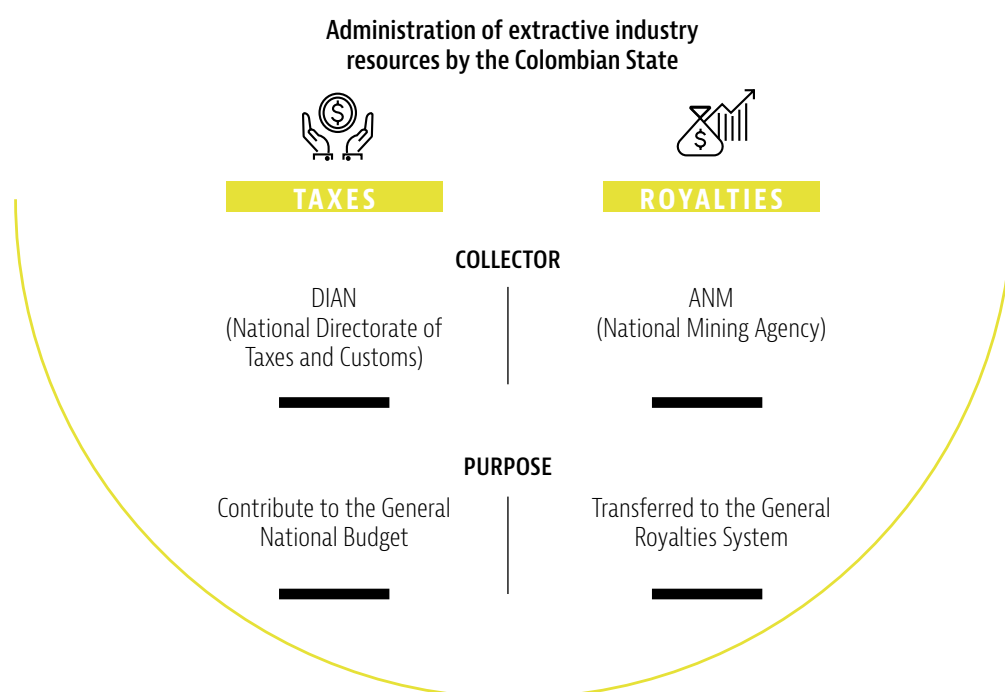 Administration of extractive industry
resources by the Colombian State
$
$
TAXES
ROYALTIES
COLLECTOR
DIAN
(National Directorate of
Taxes and Customs)
ANM
(National Mining Agency)
PURPOSE
Contribute to the General
National Budget
Transferred to the General
Royalties System